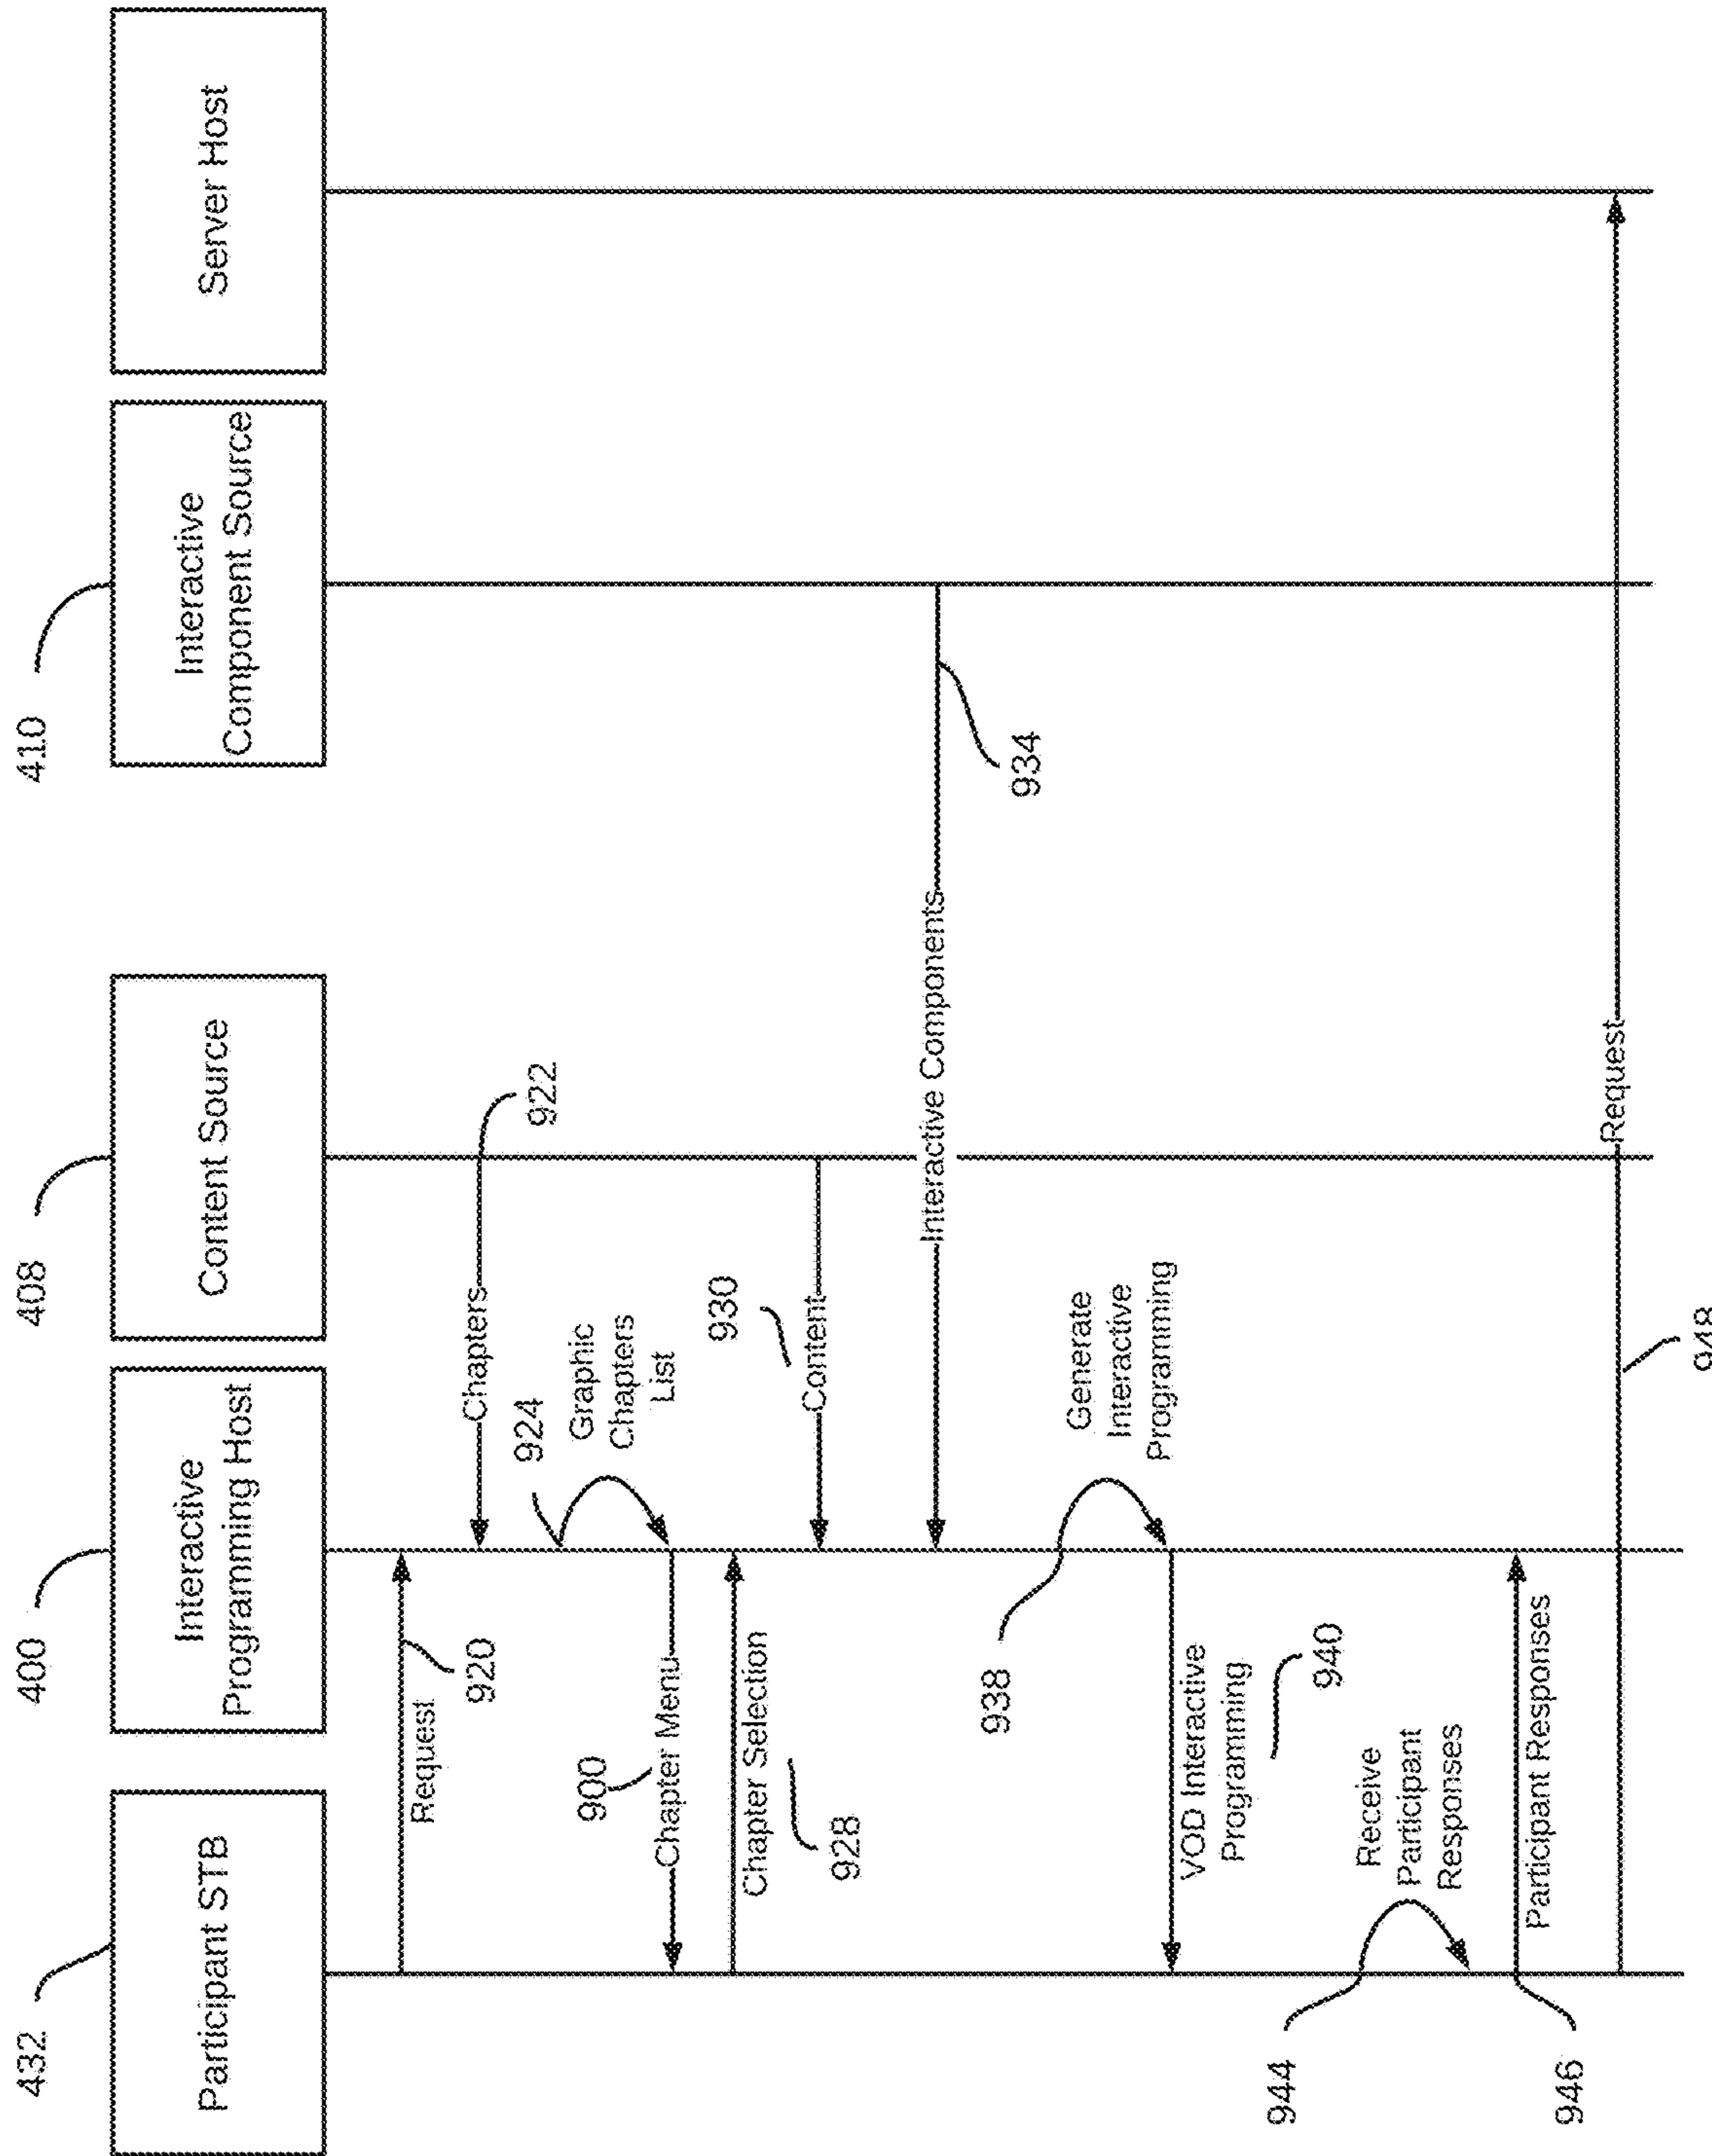 432
400
408
410
Participant STB
Interactive
Programming Host
Content Source
Interactive
Component Source
Server Host
Request
920
Chapters
922
924
Graphic
Chapters
List
900
Chapter Menu
Chapter Selection
928
930
Content
Interactive Components
934
938
Generate
Interactive
Programming
VOD Interactive
Programming
940
944
Receive
Participant
Responses
Participant Responses
946
Request
948